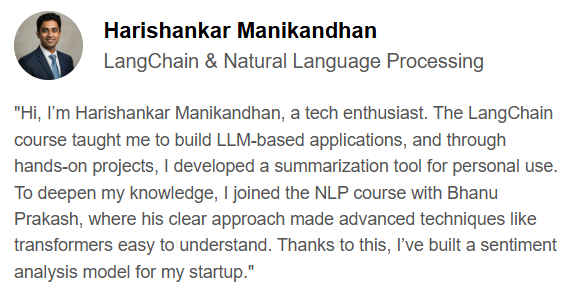 Harishankar Manikandhan
LangChain & Natural Language Processing
"Hi, I’m Harishankar Manikandhan, a tech enthusiast. The LangChain
course taught me to build LLM-based applications, and through
hands-on projects, I developed a summarization tool for personal use.
To deepen my knowledge, I joined the NLP course with Bhanu
Prakash, where his clear approach made advanced techniques like
transformers easy to understand. Thanks to this, I’ve built a sentiment
analysis model for my startup."